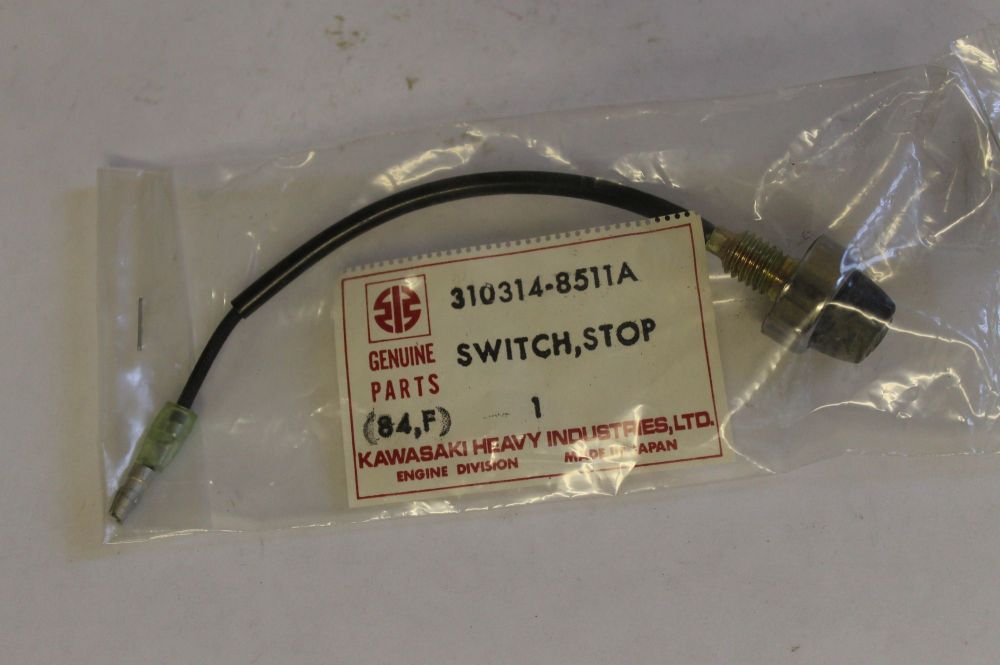 310314-8511A
GENUINE
PARTS
SWITCH,STOP
(84,F) 1
KAWASAKI HEAVY INDUSTRIES,LTD.
ENGINE DIVISION MADE IN JAPAN